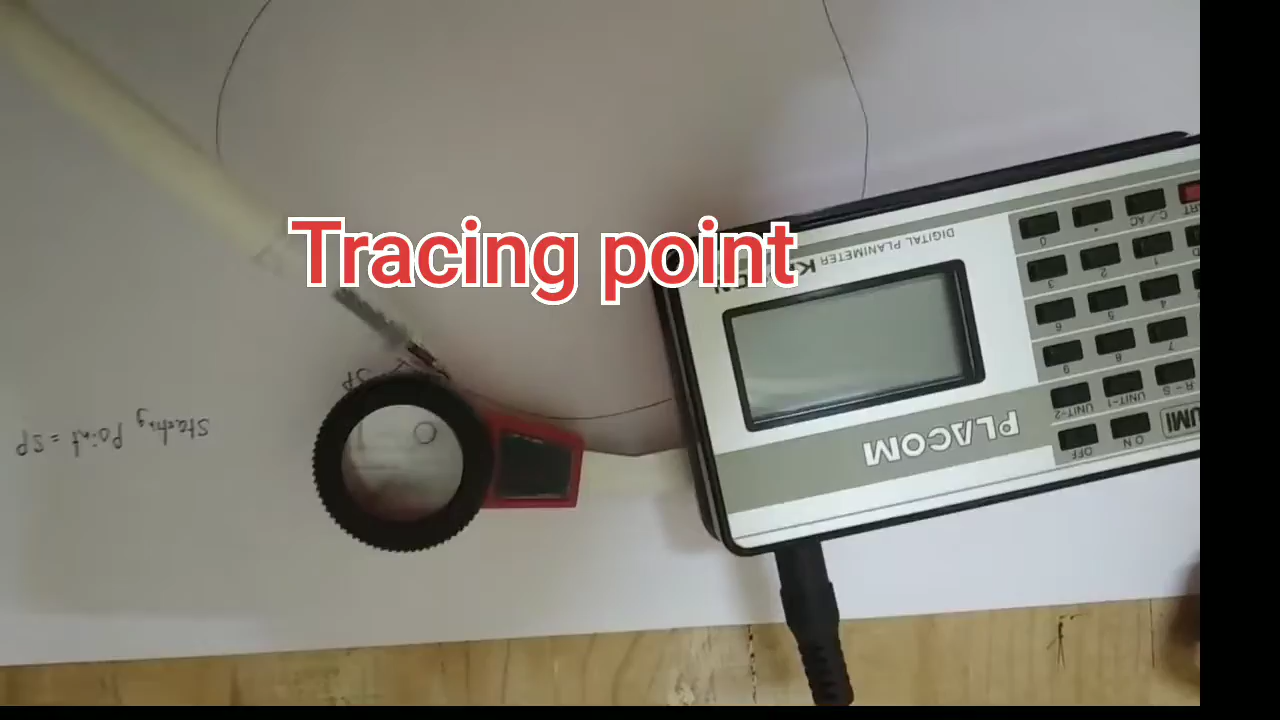 Tracing point
SP
Starting Point = SP
DIGITAL PLANIMETER
PLACOM
0
*
C/AC
3
2
1
6
5
4
9
8
7
UNIT-2
UNIT-1
R-S
OFF
ON